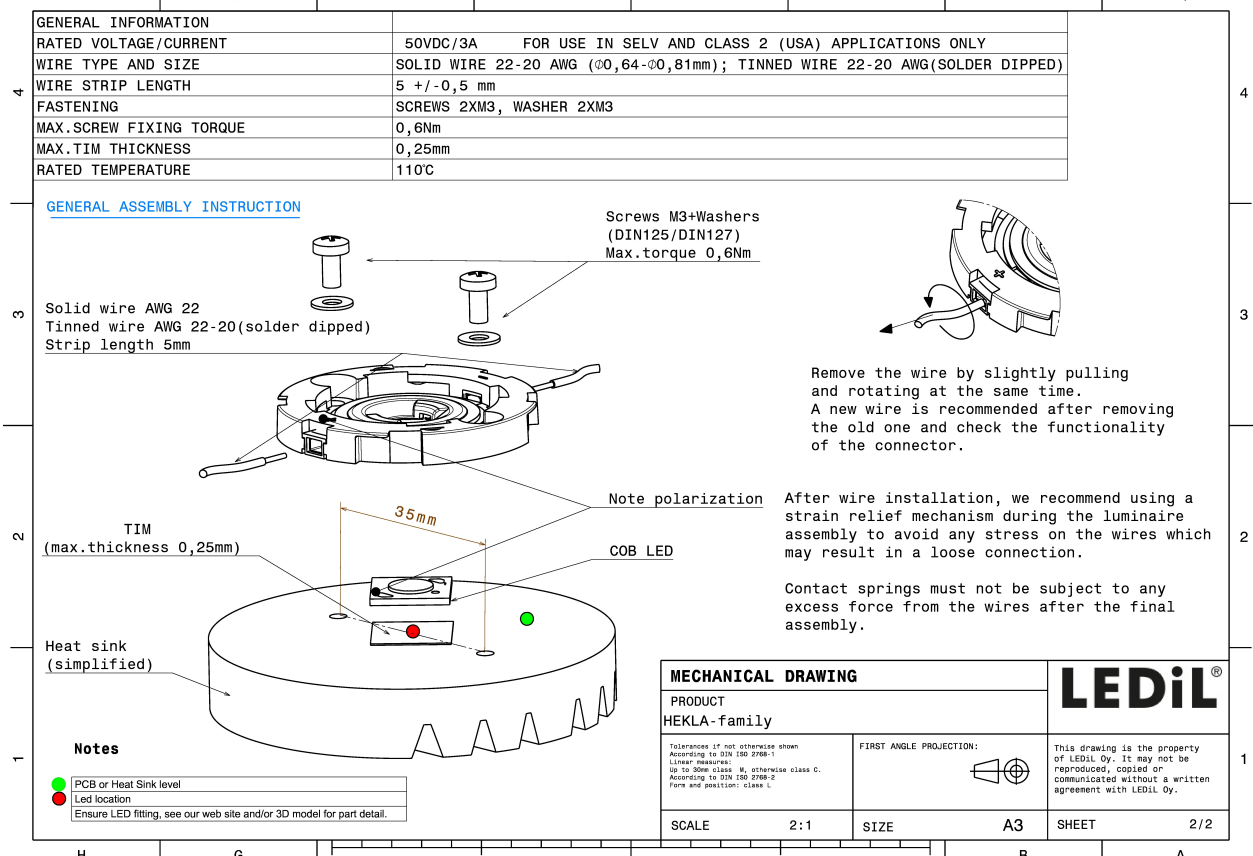 GENERAL INFORMATION
RATED VOLTAGE/CURRENT 50VDC/3A FOR USE IN SELV AND CLASS 2 (USA) APPLICATIONS ONLY
WIRE TYPE AND SIZE SOLID WIRE 22-20 AWG (Ø0,64-Ø0,81mm); TINNED WIRE 22-20 AWG(SOLDER DIPPED)
WIRE STRIP LENGTH 5 +/-0,5 mm
FASTENING SCREWS 2XM3, WASHER 2XM3
MAX.SCREW FIXING TORQUE 0,6Nm
MAX.TIM THICKNESS 0,25mm
RATED TEMPERATURE 110℃
4
4
GENERAL ASSEMBLY INSTRUCTION
Screws M3+Washers
(DIN125/DIN127)
Max.torque 0,6Nm
3
3
Solid wire AWG 22
Tinned wire AWG 22-20(solder dipped)
Strip length 5mm
Remove the wire by slightly pulling
and rotating at the same time.
A new wire is recommended after removing
the old one and check the functionality
of the connector.
Note polarization
After wire installation, we recommend using a
strain relief mechanism during the luminaire
assembly to avoid any stress on the wires which
may result in a loose connection.
35mm
TIM
(max.thickness 0,25mm)
COB LED
2
2
Contact springs must not be subject to any
excess force from the wires after the final
assembly.
Heat sink
(simplified)
MECHANICAL DRAWING
LEDiL®
PRODUCT
HEKLA-family
Tolerances if not otherwise shown
According to DIN ISO 2768-1
Linear measures:
Up to 30mm class M, otherwise class C.
According to DIN ISO 2768-2
Form and position: class L
FIRST ANGLE PROJECTION:
This drawing is the property
of LEDiL Oy. It may not be
reproduced, copied or
communicated without a written
agreement with LEDiL Oy.
1
1
Notes
PCB or Heat Sink level
Led location
Ensure LED fitting, see our web site and/or 3D model for part detail.
SCALE 2:1
SIZE A3
SHEET 2/2
H G B A